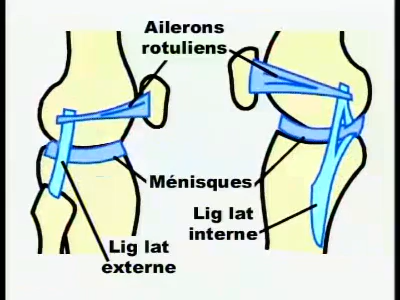 Ailerons
rotuliens
Ménisques
Lig lat
interne
Lig lat
externe